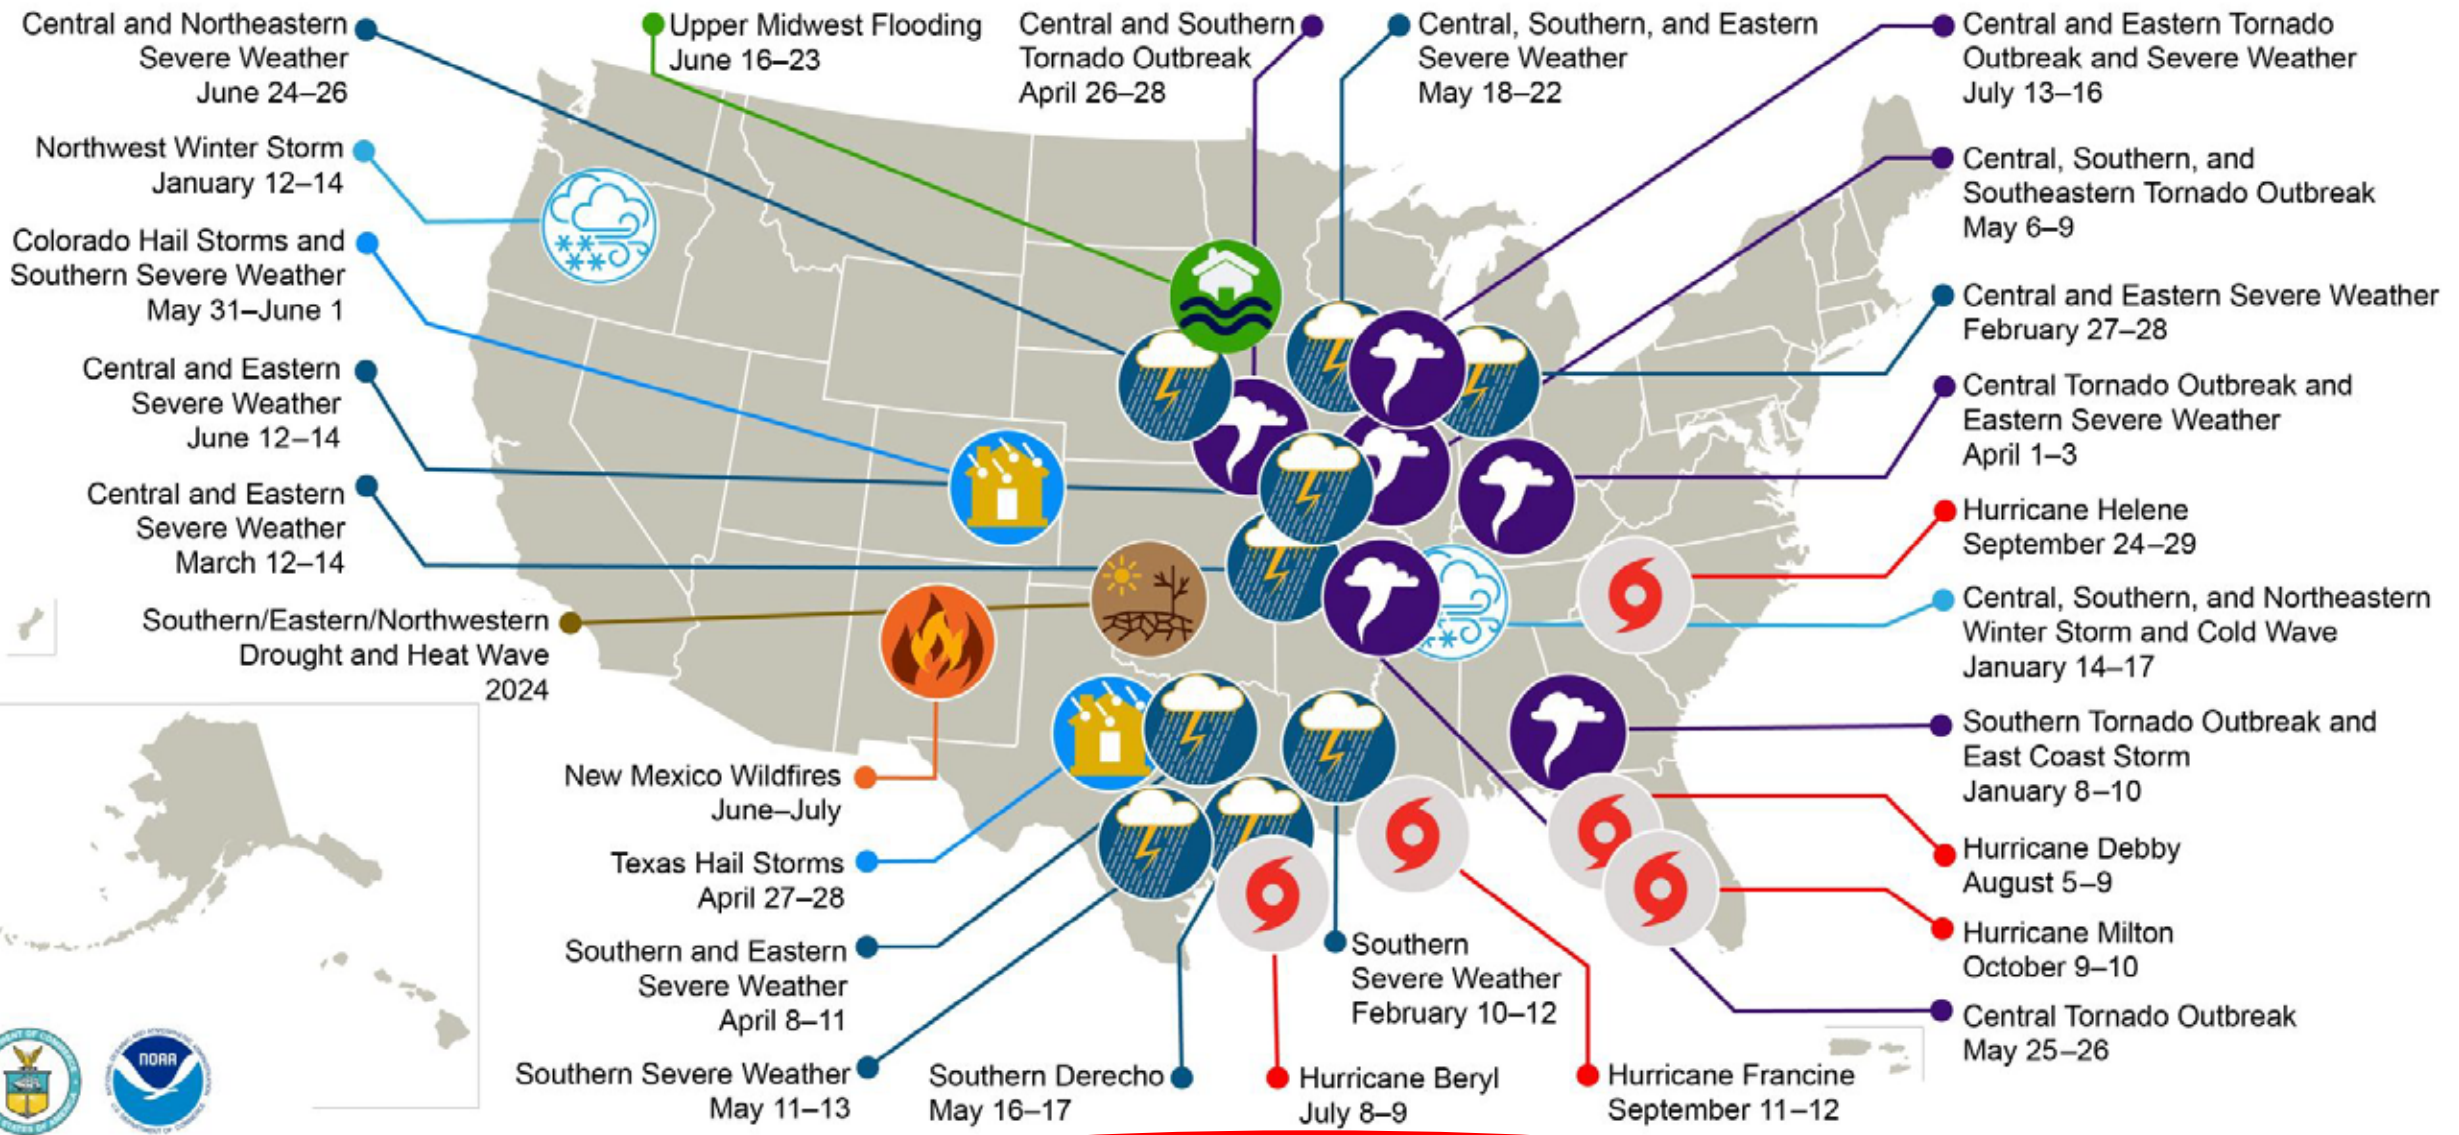 Central and Northeastern
Severe Weather
June 24–26
Upper Midwest Flooding
June 16–23
Central and Southern
Tornado Outbreak
April 26–28
Central, Southern, and Eastern
Severe Weather
May 18–22
Central and Eastern Tornado
Outbreak and Severe Weather
July 13–16
Northwest Winter Storm
January 12–14
Central, Southern, and
Southeastern Tornado Outbreak
May 6–9
Colorado Hail Storms and
Southern Severe Weather
May 31–June 1
Central and Eastern Severe Weather
February 27–28
Central and Eastern
Severe Weather
June 12–14
Central Tornado Outbreak and
Eastern Severe Weather
April 1–3
Central and Eastern
Severe Weather
March 12–14
Hurricane Helene
September 24–29
Southern/Eastern/Northwestern
Drought and Heat Wave
2024
Central, Southern, and Northeastern
Winter Storm and Cold Wave
January 14–17
Southern Tornado Outbreak and
East Coast Storm
January 8–10
New Mexico Wildfires
June–July
Texas Hail Storms
April 27–28
Hurricane Debby
August 5–9
Southern and Eastern
Severe Weather
April 8–11
Southern
Severe Weather
February 10–12
Hurricane Milton
October 9–10
Central Tornado Outbreak
May 25–26
Southern Severe Weather
May 11–13
Southern Derecho
May 16–17
Hurricane Beryl
July 8–9
Hurricane Francine
September 11–12
NOAA